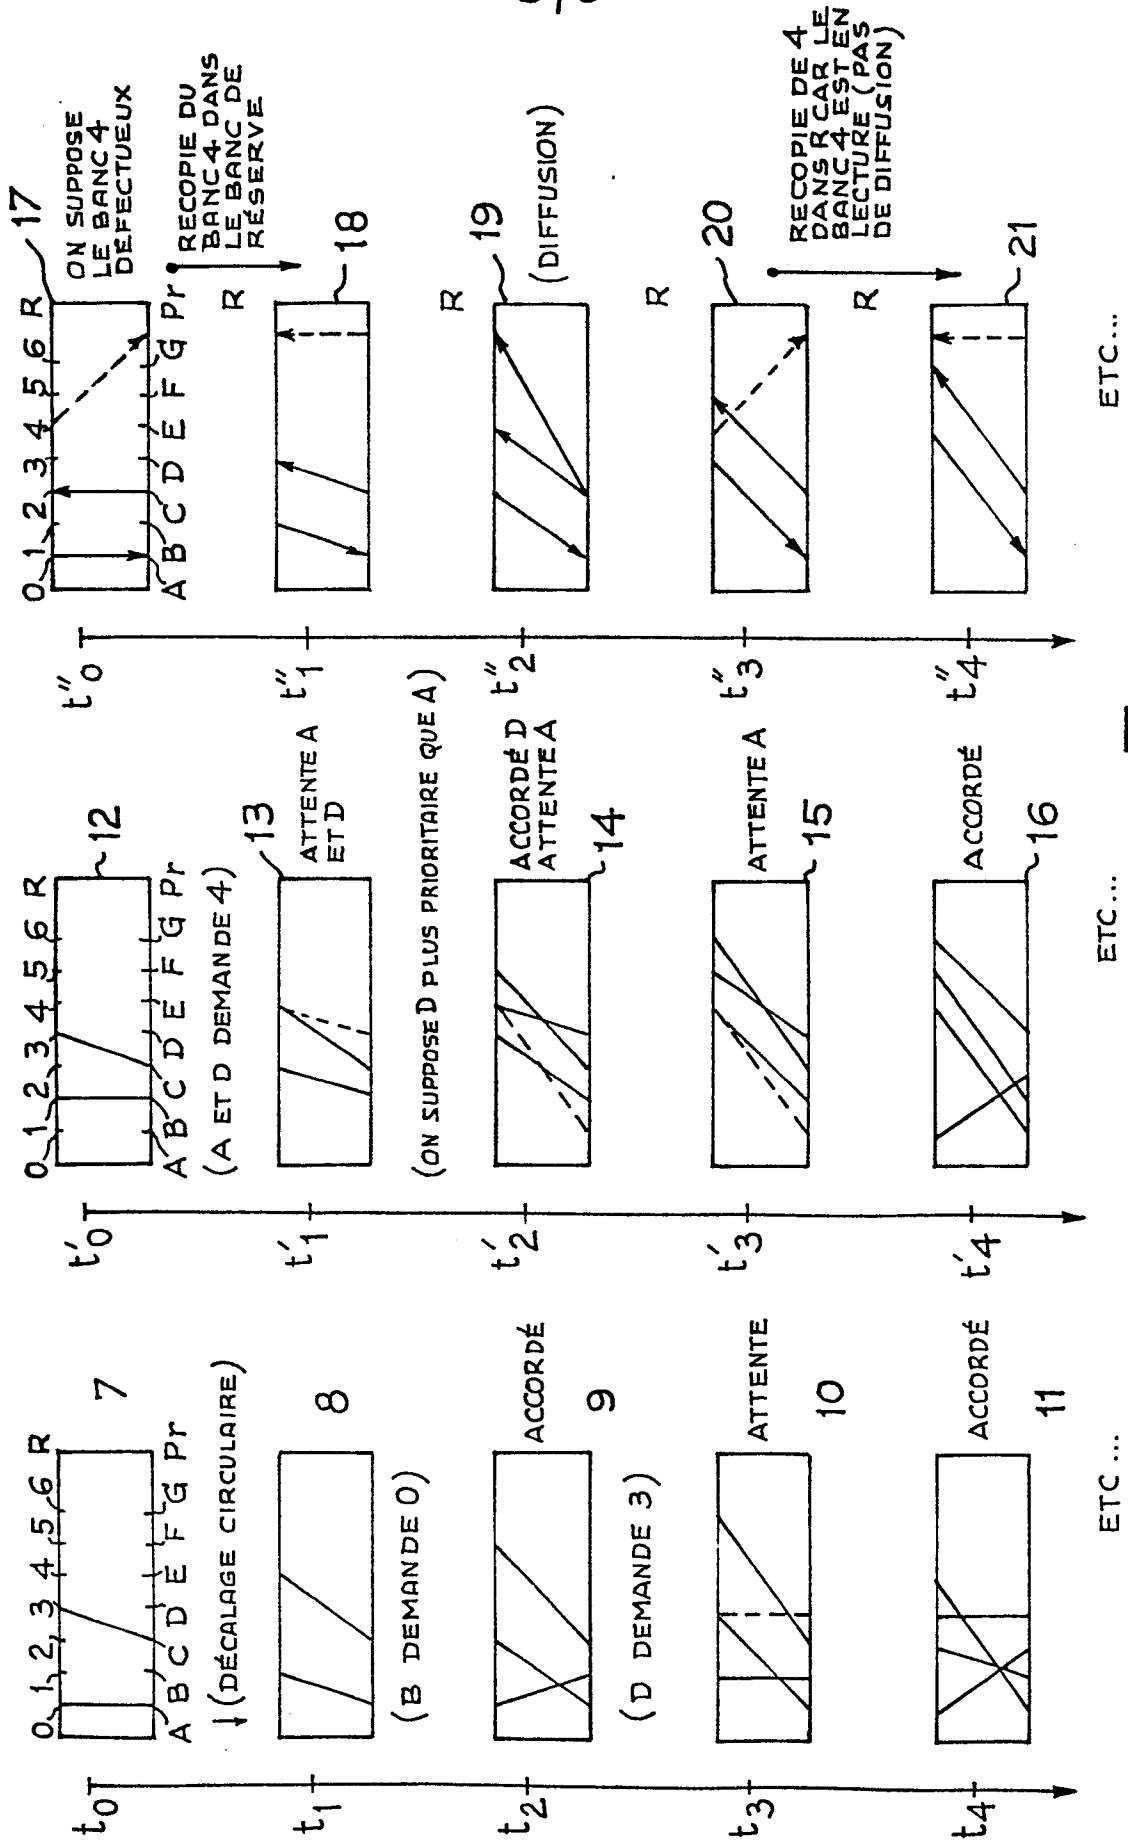 t0
0 1 2 3 4 5 6 R
7
A B C D E F G Pr
(DÉCALAGE CIRCULAIRE)
t1
8
(B DEMANDE 0)
t2
ACCORDÉ
9
(D DEMANDE 3)
t3
ATTENTE
10
t4
ACCORDÉ
11
ETC...
t'0
0 1 2 3 4 5 6 R
12
A B C D E F G Pr
(A ET D DEMANDE 4)
t'1
13
ATTENTE A
ET D
(ON SUPPOSE D PLUS PRIORITAIRE QUE A)
t'2
ACCORDÉ D
ATTENTE A
14
t'3
ATTENTE A
15
t'4
ACCORDÉ
16
ETC...
t"0
0 1 2 3 4 5 6 R
17
ON SUPPOSE
LE BANC 4
DÉFECTUEUX
A B C D E F G Pr
RECOPIE DU
BANC 4 DANS
LE BANC DE
RÉSERVE
t"1
R
18
t"2
R
19
(DIFFUSION)
t"3
R
20
RECOPIE DE 4
DANS R CAR LE
BANC 4 EST EN
LECTURE (PAS
DE DIFFUSION)
t"4
R
21
ETC...